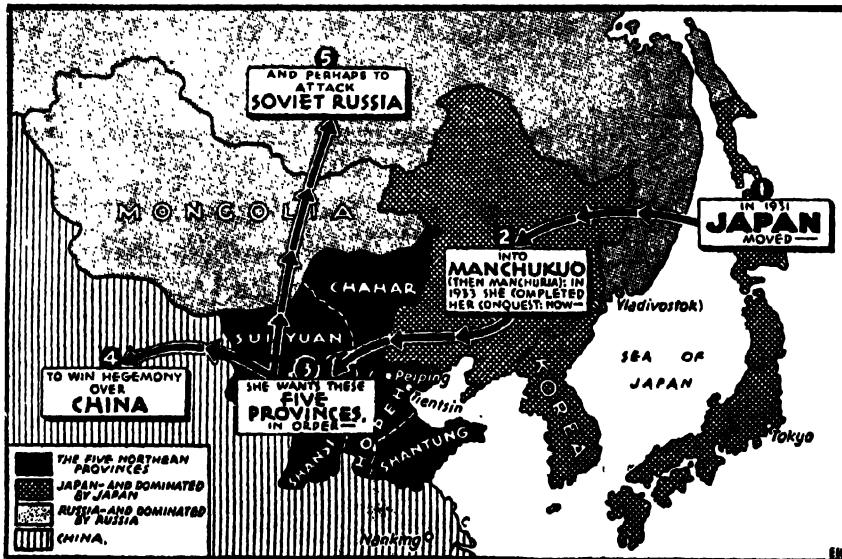 5
AND PERHAPS TO
ATTACK
SOVIET RUSSIA
1
IN 1931
JAPAN
MOVED—
MONGOLIA
2
INTO
MANCHUKUO
(THEN MANCHURIA): IN
1933 SHE COMPLETED
HER CONQUEST: NOW—
CHAHAR
Vladivostok
SUIYUAN
SEA OF
JAPAN
4
TO WIN HEGEMONY
OVER
CHINA
3
SHE WANTS THESE
FIVE
PROVINCES,
IN ORDER—
Peiping
Tientsin
HOPEH
KOREA
SHANSI
SHANTUNG
Tokyo
THE FIVE NORTHERN
PROVINCES
JAPAN—AND DOMINATED
BY JAPAN
RUSSIA—AND DOMINATED
BY RUSSIA
CHINA.
Nanking